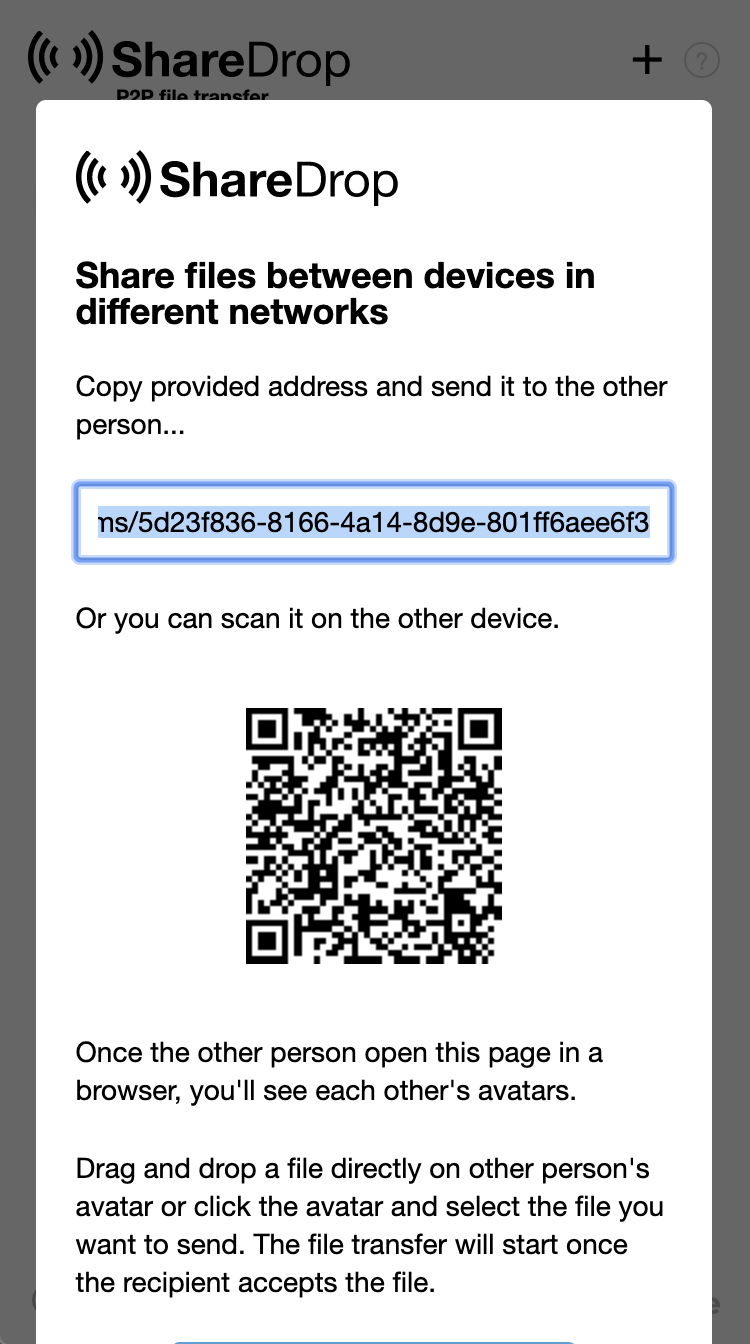 ShareDrop
+ ?
P2P file transfer
ShareDrop
Share files between devices in
different networks
Copy provided address and send it to the other
person...
ms/5d23f836-8166-4a14-8d9e-801ff6aee6f3
Or you can scan it on the other device.
Once the other person open this page in a
browser, you'll see each other's avatars.
Drag and drop a file directly on other person's
avatar or click the avatar and select the file you
want to send. The file transfer will start once
the recipient accepts the file.